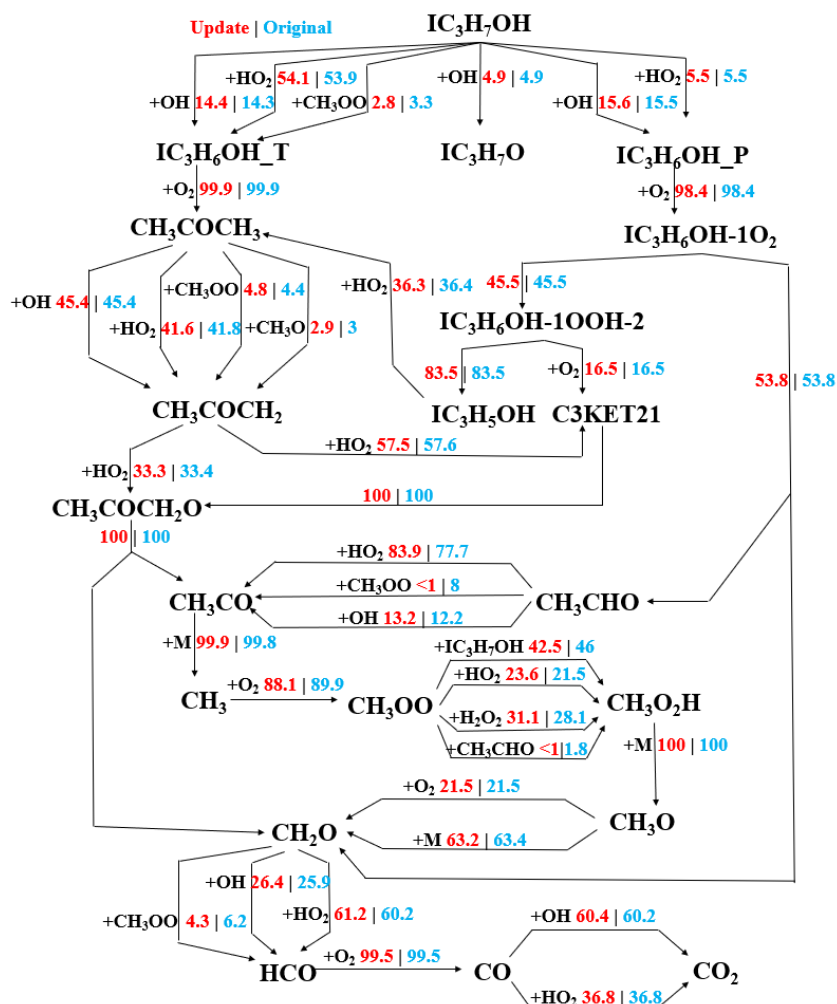 Update | Original
IC₃H₇OH
+HO₂ 54.1 | 53.9
+OH 4.9 | 4.9
+HO₂ 5.5 | 5.5
+OH 14.4 | 14.3
+CH₃OO 2.8 | 3.3
+OH 15.6 | 15.5
IC₃H₆OH_T
IC₃H₇O
IC₃H₆OH_P
+O₂ 99.9 | 99.9
+O₂ 98.4 | 98.4
CH₃COCH₃
IC₃H₆OH-1O₂
+OH 45.4 | 45.4
+CH₃OO 4.8 | 4.4
+HO₂ 36.3 | 36.4
45.5 | 45.5
+HO₂ 41.6 | 41.8
+CH₃O 2.9 | 3
IC₃H₆OH-1OOH-2
83.5 | 83.5
+O₂ 16.5 | 16.5
53.8 | 53.8
CH₃COCH₂
IC₃H₅OH
C3KET21
+HO₂ 57.5 | 57.6
+HO₂ 33.3 | 33.4
100 | 100
CH₃COCH₂O
100 | 100
+HO₂ 83.9 | 77.7
+CH₃OO <1 | 8
CH₃CO
CH₃CHO
+OH 13.2 | 12.2
+M 99.9 | 99.8
+IC₃H₇OH 42.5 | 46
+HO₂ 23.6 | 21.5
CH₃
+O₂ 88.1 | 89.9
CH₃OO
CH₃O₂H
+H₂O₂ 31.1 | 28.1
+CH₃CHO <1|1.8
+M 100 | 100
+O₂ 21.5 | 21.5
CH₂O
CH₃O
+M 63.2 | 63.4
+OH 26.4 | 25.9
+CH₃OO 4.3 | 6.2
+HO₂ 61.2 | 60.2
+OH 60.4 | 60.2
HCO
+O₂ 99.5 | 99.5
CO
CO₂
+HO₂ 36.8 | 36.8